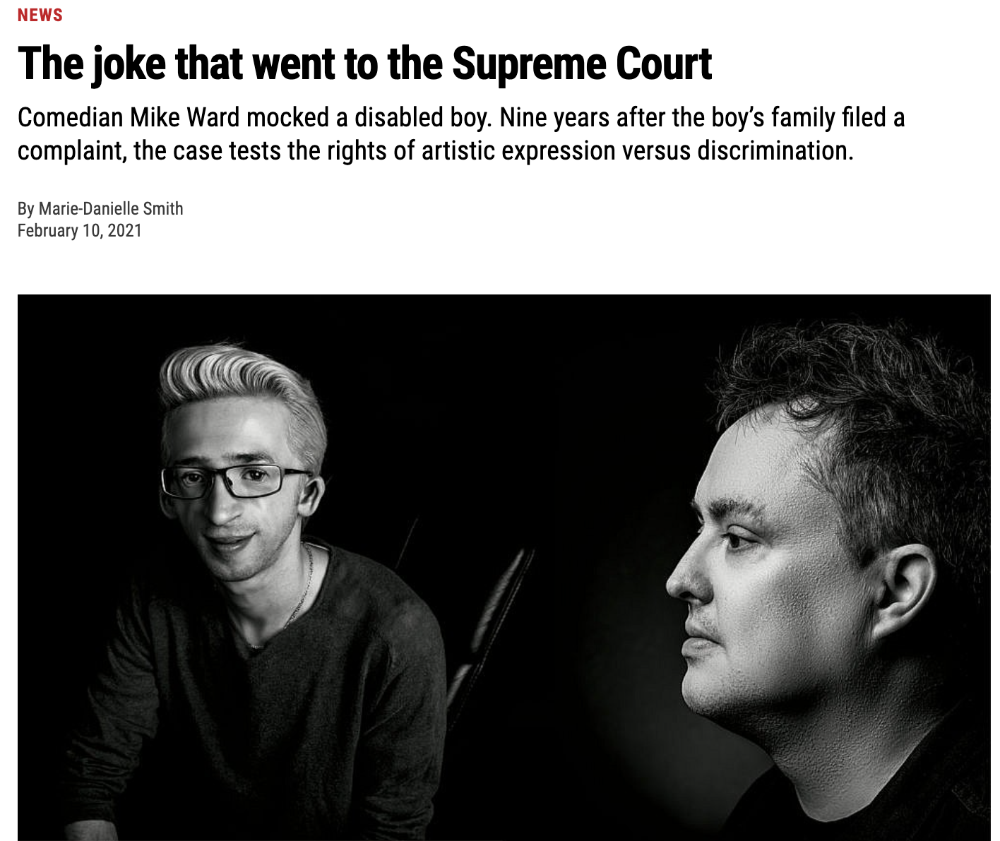 NEWS
The joke that went to the Supreme Court
Comedian Mike Ward mocked a disabled boy. Nine years after the boy’s family filed a
complaint, the case tests the rights of artistic expression versus discrimination.
By Marie-Danielle Smith
February 10, 2021